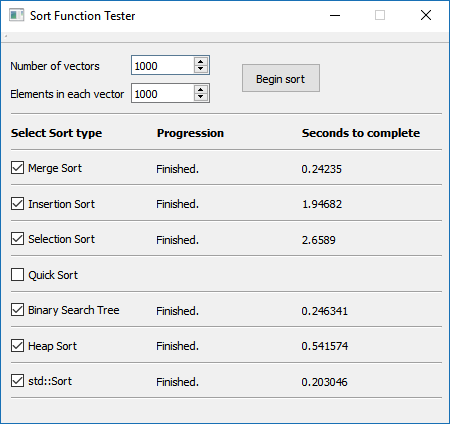 Sort Function Tester
Number of vectors 1000
Begin sort
Elements in each vector 1000
Select Sort type Progression Seconds to complete
Merge Sort Finished. 0.24235
Insertion Sort Finished. 1.94682
Selection Sort Finished. 2.6589
Quick Sort
Binary Search Tree Finished. 0.246341
Heap Sort Finished. 0.541574
std::Sort Finished. 0.203046